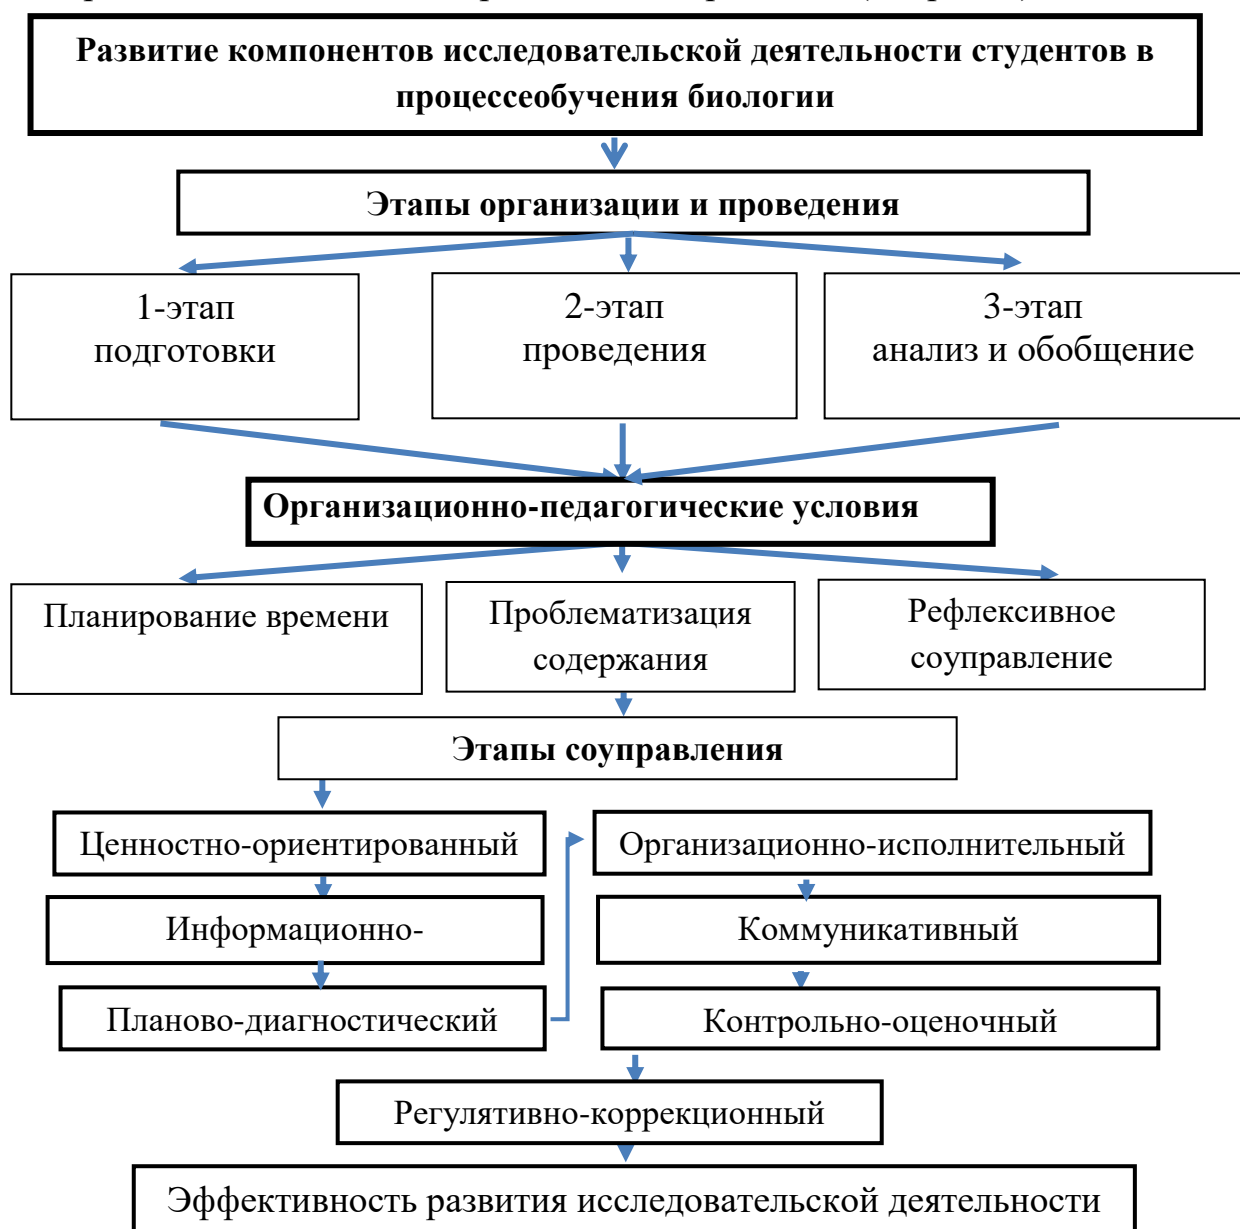 Развитие компонентов исследовательской деятельности студентов в
процессеобучения биологии
Этапы организации и проведения
1-этап
подготовки
2-этап
проведения
3-этап
анализ и обобщение
Организационно-педагогические условия
Планирование времени
Проблематизация
содержания
Рефлексивное
соуправление
Этапы соуправления
Ценностно-ориентированный
Информационно-
Планово-диагностический
Организационно-исполнительный
Коммуникативный
Контрольно-оценочный
Регулятивно-коррекционный
Эффективность развития исследовательской деятельности